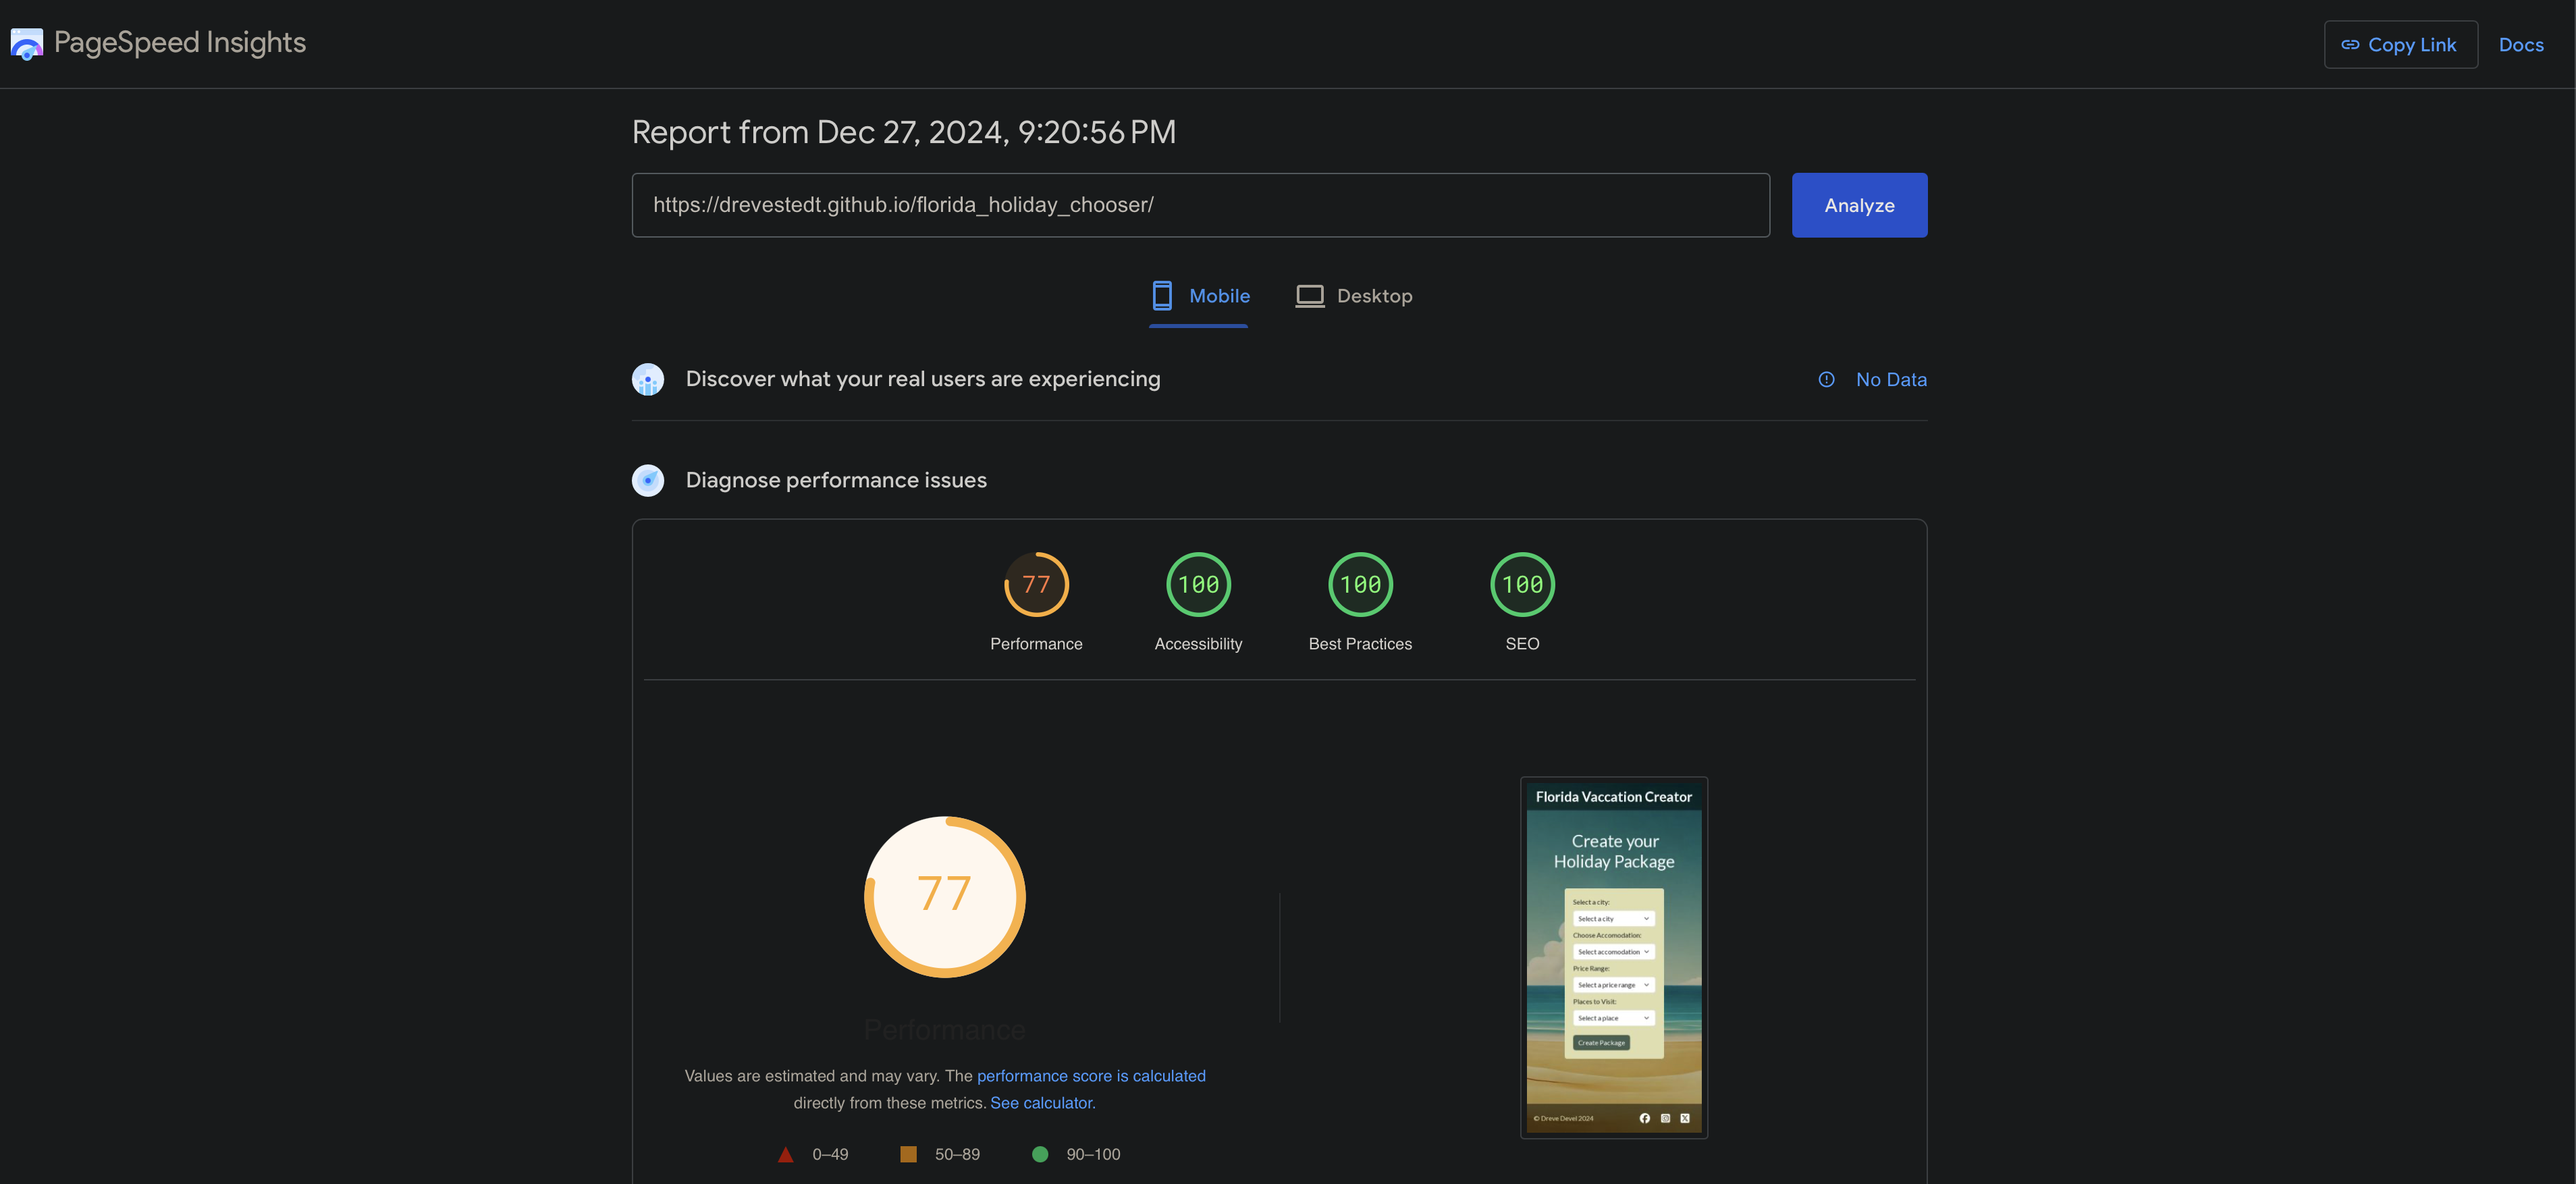 PageSpeed Insights
Copy Link
Docs
Report from Dec 27, 2024, 9:20:56 PM
https://drevestedt.github.io/florida_holiday_chooser/
Analyze
Mobile
Desktop
Discover what your real users are experiencing
No Data
Diagnose performance issues
77
100
100
100
Performance
Accessibility
Best Practices
SEO
77
Performance
Values are estimated and may vary. The performance score is calculated
directly from these metrics. See calculator.
0–49
50–89
90–100
Florida Vaccation Creator
Create your
Holiday Package
Select a city:
Select a city
Choose Accomodation:
Select accomodation
Price Range:
Select a price range
Places to Visit:
Select a place
Create Package
© Dreve Devel 2024